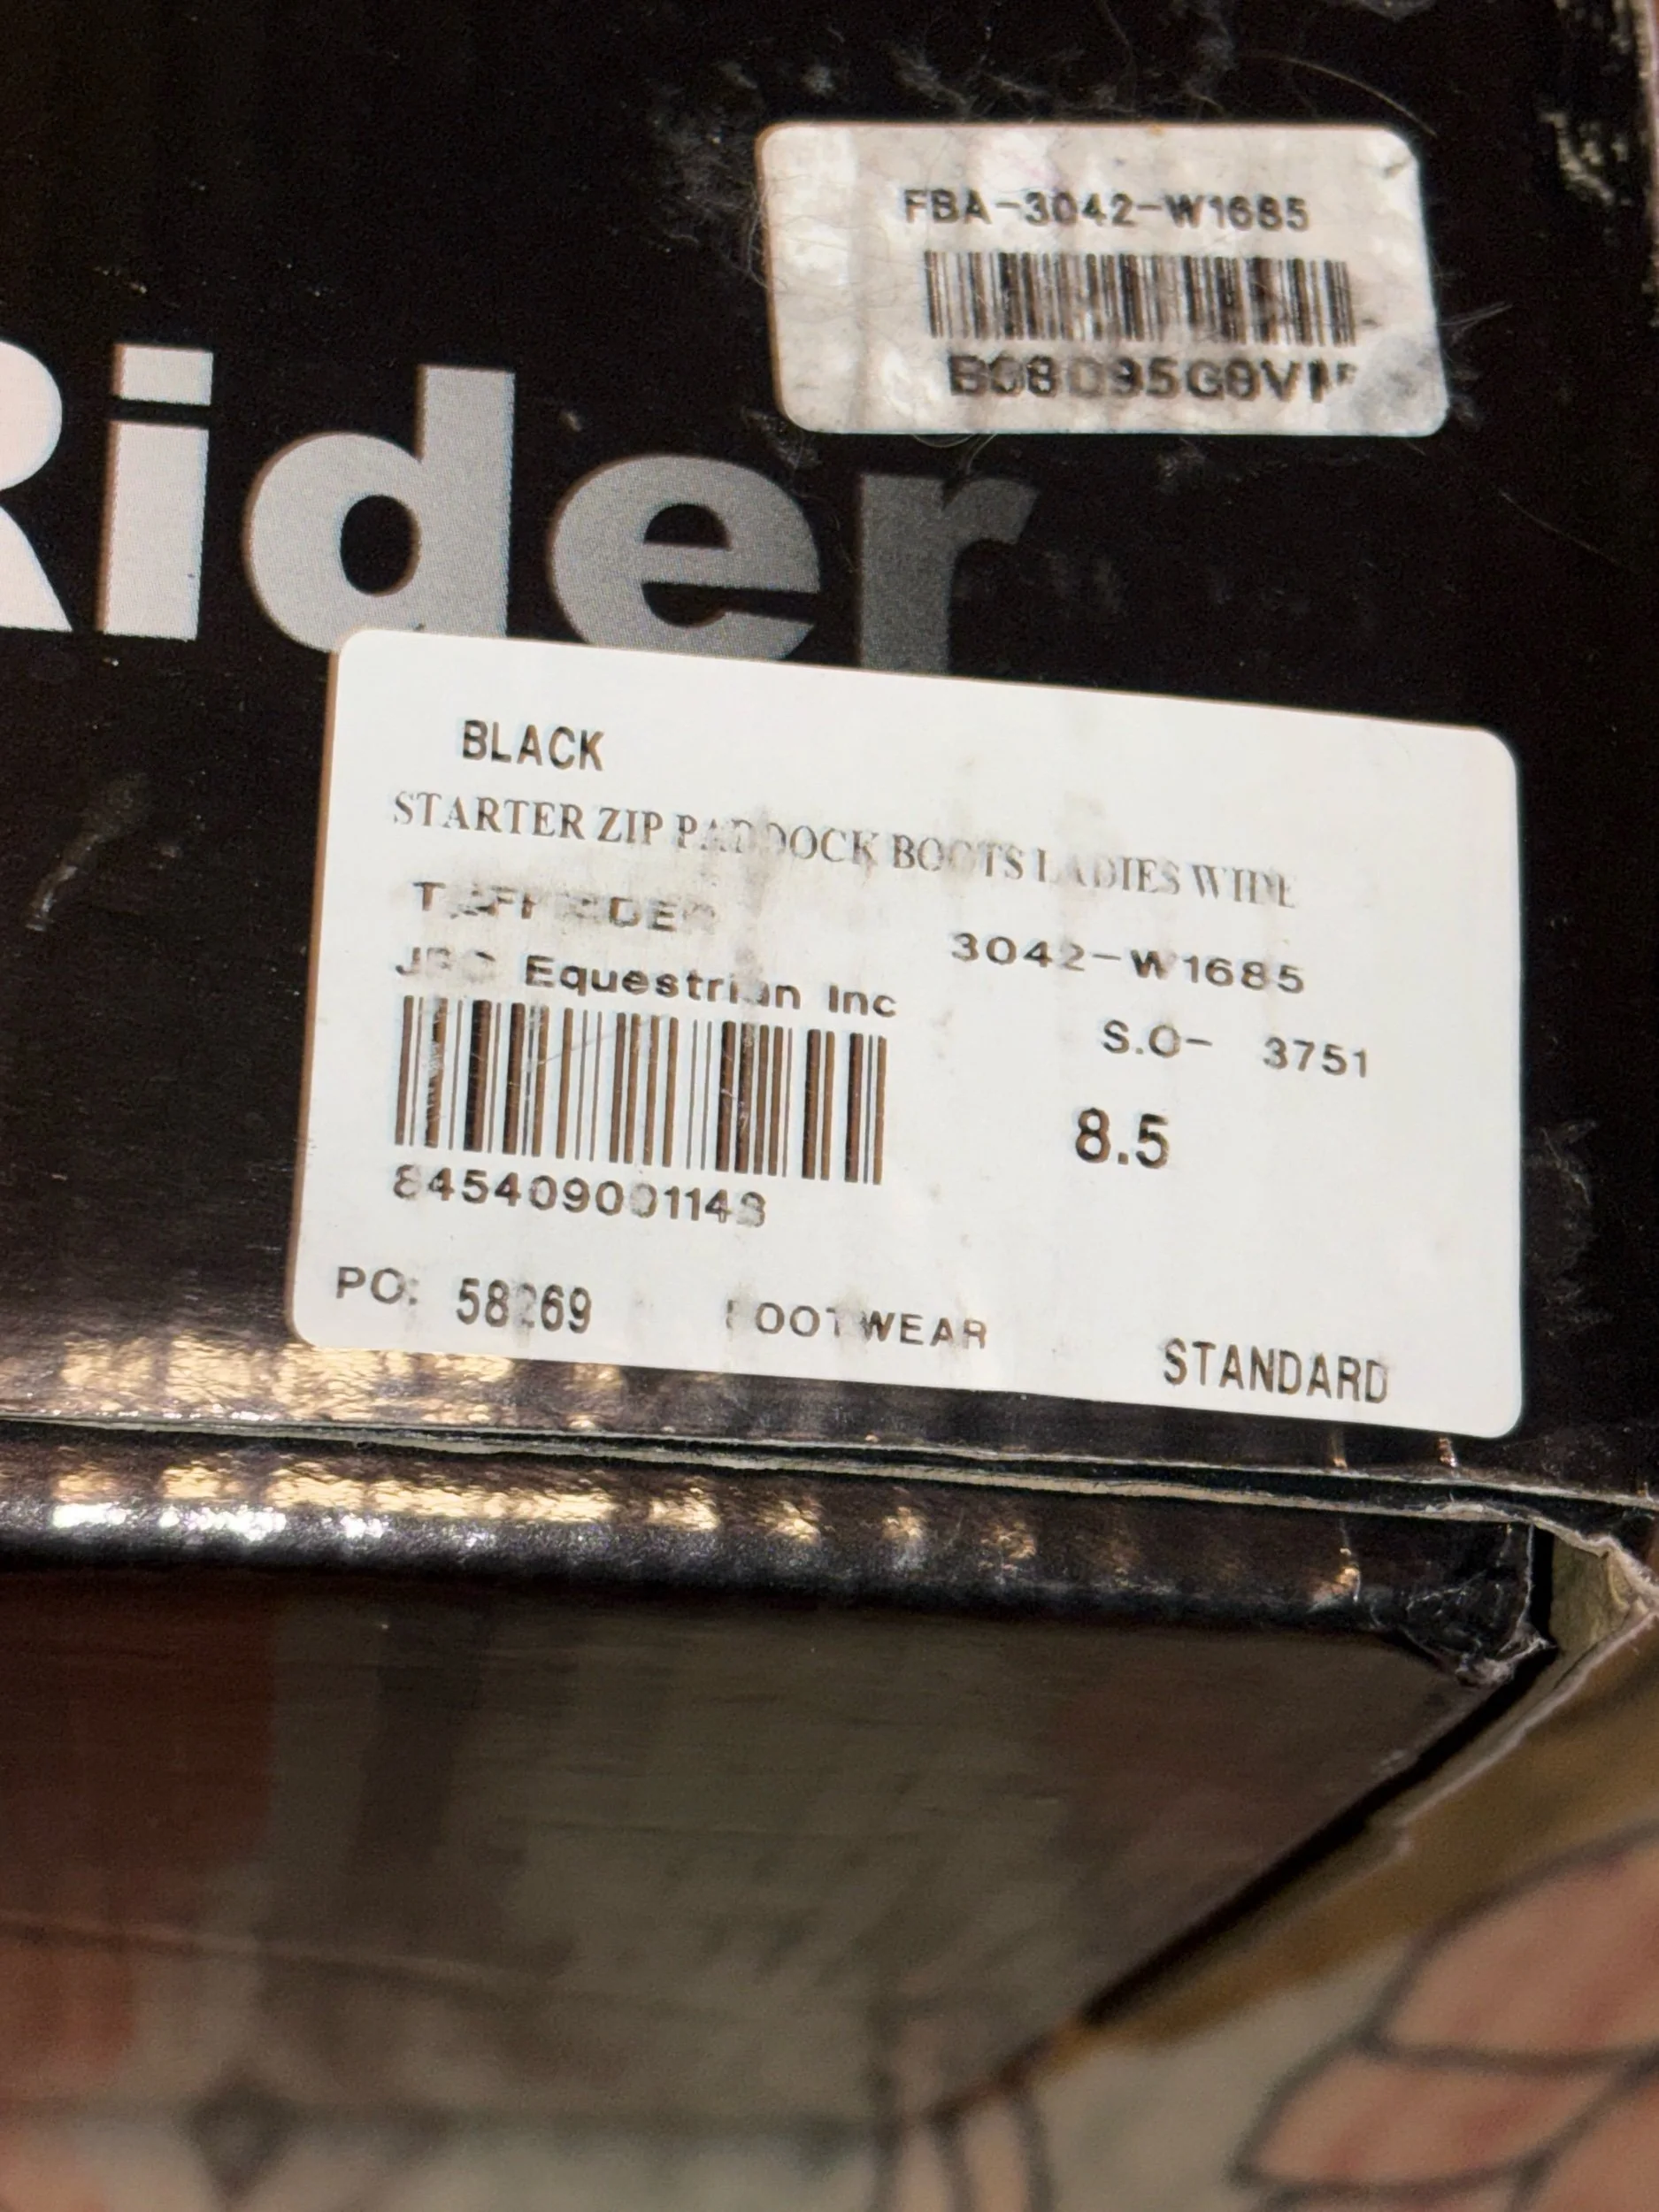 FBA-3042-W1685
Rider
BLACK
STARTER ZIP PADDOCK BOOTS LADIES WIDE
3042-W1685
Equestrian Inc
S.O- 3751
8.5
PO: 58269
FOOTWEAR
STANDARD